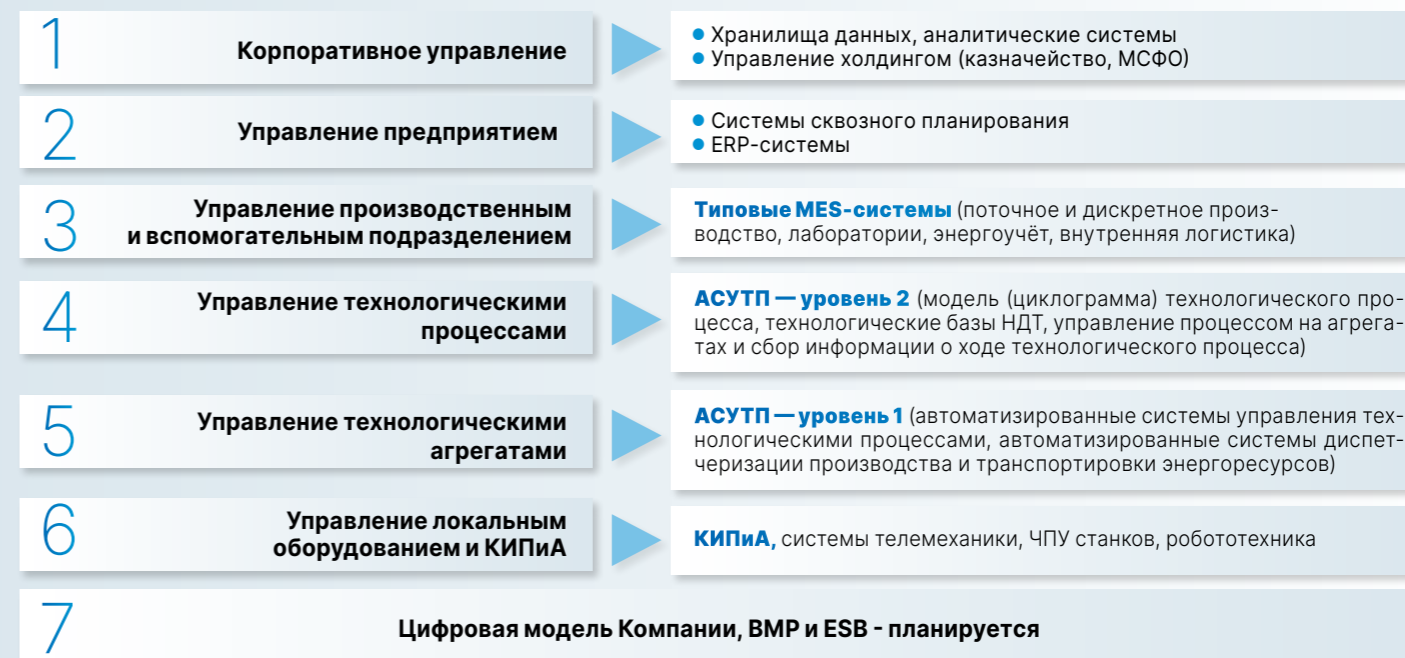 1
Корпоративное управление
● Хранилища данных, аналитические системы
● Управление холдингом (казначейство, МСФО)
2
Управление предприятием
● Системы сквозного планирования
● ERP-системы
3
Управление производственным
и вспомогательным подразделением
Типовые MES-системы (поточное и дискретное произ-
водство, лаборатории, энергоучёт, внутренняя логистика)
4
Управление технологическими
процессами
АСУТП — уровень 2 (модель (циклограмма) технологического про-
цесса, технологические базы НДТ, управление процессом на агрега-
тах и сбор информации о ходе технологического процесса)
5
Управление технологическими
агрегатами
АСУТП — уровень 1 (автоматизированные системы управления тех-
нологическими процессами, автоматизированные системы диспет-
черизации производства и транспортировки энергоресурсов)
6
Управление локальным
оборудованием и КИПиА
КИПиА, системы телемеханики, ЧПУ станков, робототехника
7
Цифровая модель Компании, BMP и ESB - планируется